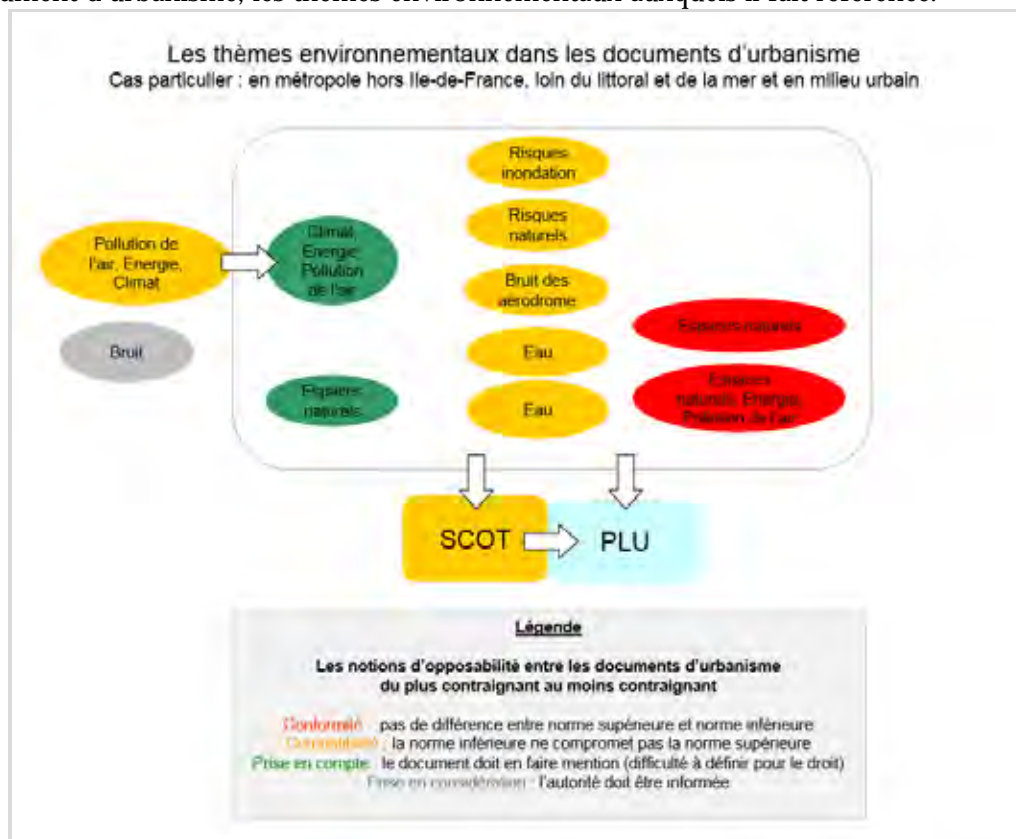 Les thèmes environnementaux dans les documents d'urbanisme
Cas particulier : en métropole hors Ile-de-France, loin du littoral et de la mer et en milieu urbain
Risques
inondation
Risques
naturels
Pollution de
l'air, Energie,
Climat
Climat,
Energie,
Pollution
de l'air
Bruit des
aérodrome
Bruit
Eau
Espaces naturels
Espaces
naturels
Eau
Espaces
naturels, Energie,
Pollution de l'air
SCOT
PLU
Légende
Les notions d'opposabilité entre les documents d'urbanisme
du plus contraignant au moins contraignant
Conformité : pas de différence entre norme supérieure et norme inférieure
Compatibilité : la norme inférieure ne compromet pas la norme supérieure
Prise en compte : le document doit en faire mention (difficulté à définir pour le droit)
Prise en considération : l'autorité doit être informée